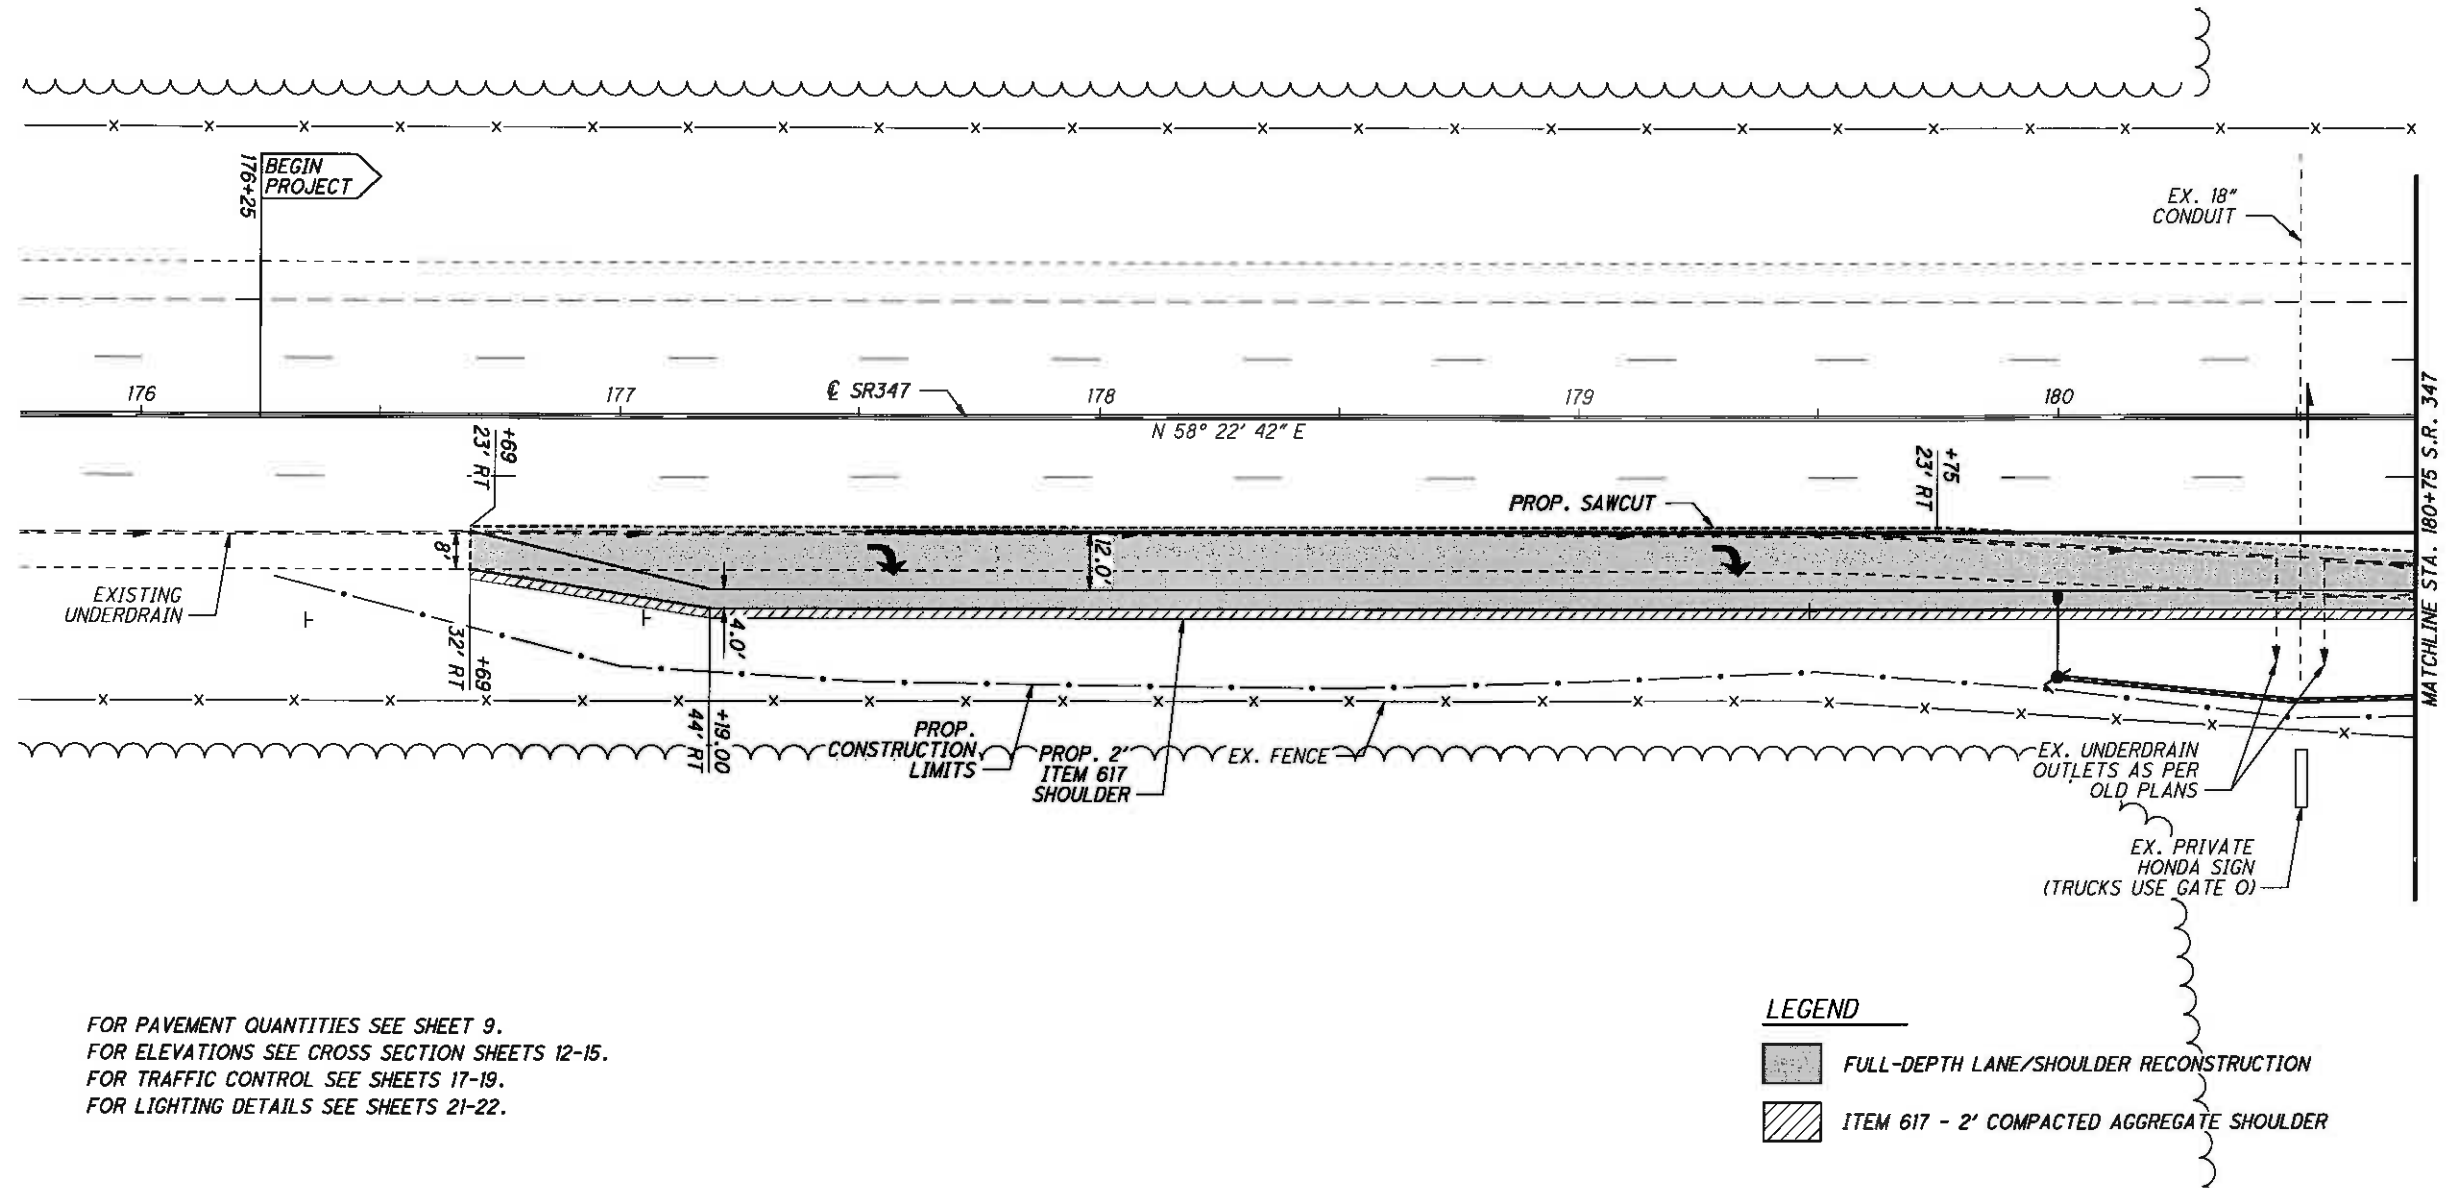 176+25
BEGIN
PROJECT
EX. 18"
CONDUIT
176
177
℄ SR347
178
179
180
N 58° 22' 42" E
+69
23' RT
+75
23' RT
PROP. SAWCUT
8'
12.0'
EXISTING
UNDERDRAIN
4.0'
+69
32' RT
+19.00
44' RT
PROP.
CONSTRUCTION
LIMITS
PROP. 2'
ITEM 617
SHOULDER
EX. FENCE
EX. UNDERDRAIN
OUTLETS AS PER
OLD PLANS
EX. PRIVATE
HONDA SIGN
(TRUCKS USE GATE O)
MATCHLINE STA. 180+75 S.R. 347
FOR PAVEMENT QUANTITIES SEE SHEET 9.
FOR ELEVATIONS SEE CROSS SECTION SHEETS 12-15.
FOR TRAFFIC CONTROL SEE SHEETS 17-19.
FOR LIGHTING DETAILS SEE SHEETS 21-22.
LEGEND
FULL-DEPTH LANE/SHOULDER RECONSTRUCTION
ITEM 617 - 2' COMPACTED AGGREGATE SHOULDER